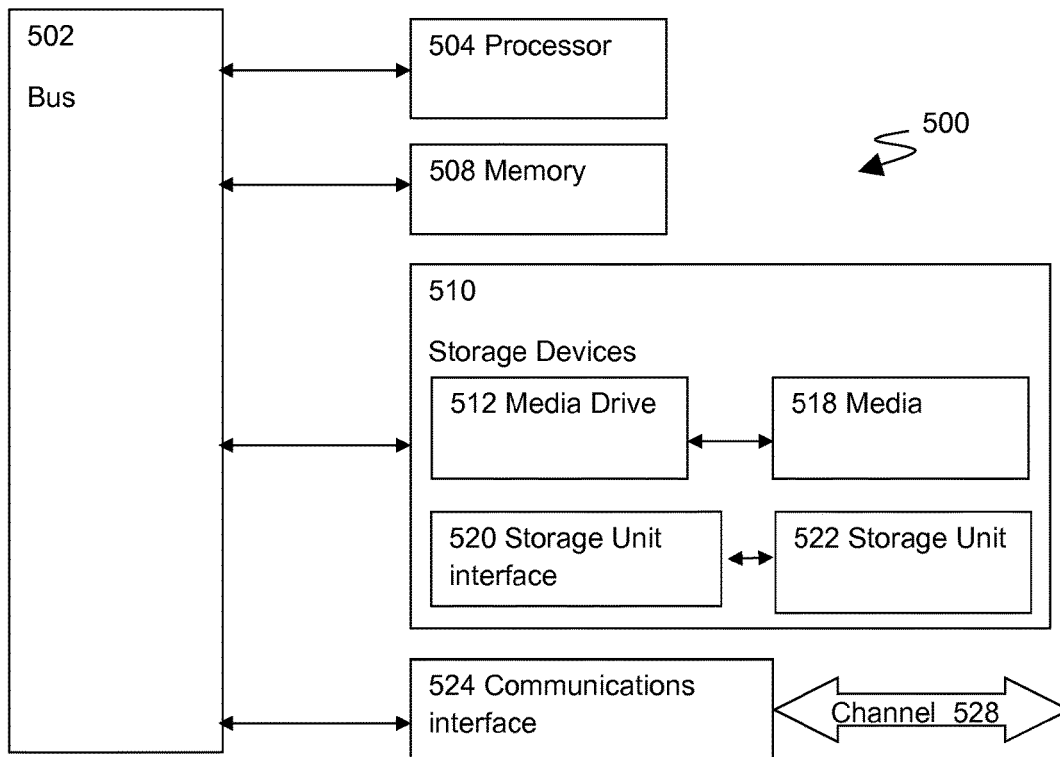 502
Bus
504 Processor
500
508 Memory
510
Storage Devices
512 Media Drive
518 Media
520 Storage Unit
interface
522 Storage Unit
524 Communications
interface
Channel 528